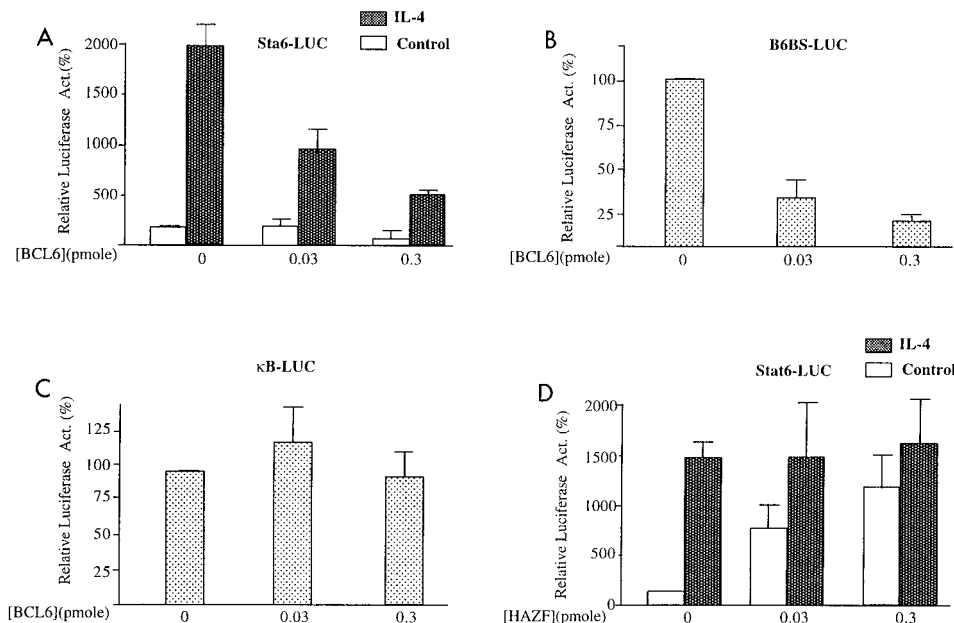 A
Sta6-LUC
IL-4
Control
Relative Luciferase Act.(%)
2000
1500
1000
500
[BCL6](pmole)
0
0.03
0.3
B
B6BS-LUC
Relative Luciferase Act. (%)
100
75
50
25
[BCL6](pmole)
0
0.03
0.3
C
κB-LUC
Relative Luciferase Act. (%)
125
100
75
50
25
[BCL6](pmole)
0
0.03
0.3
D
Stat6-LUC
IL-4
Control
Relative Luciferase Act. (%)
2000
1500
1000
500
0
[HAZF](pmole)
0
0.03
0.3